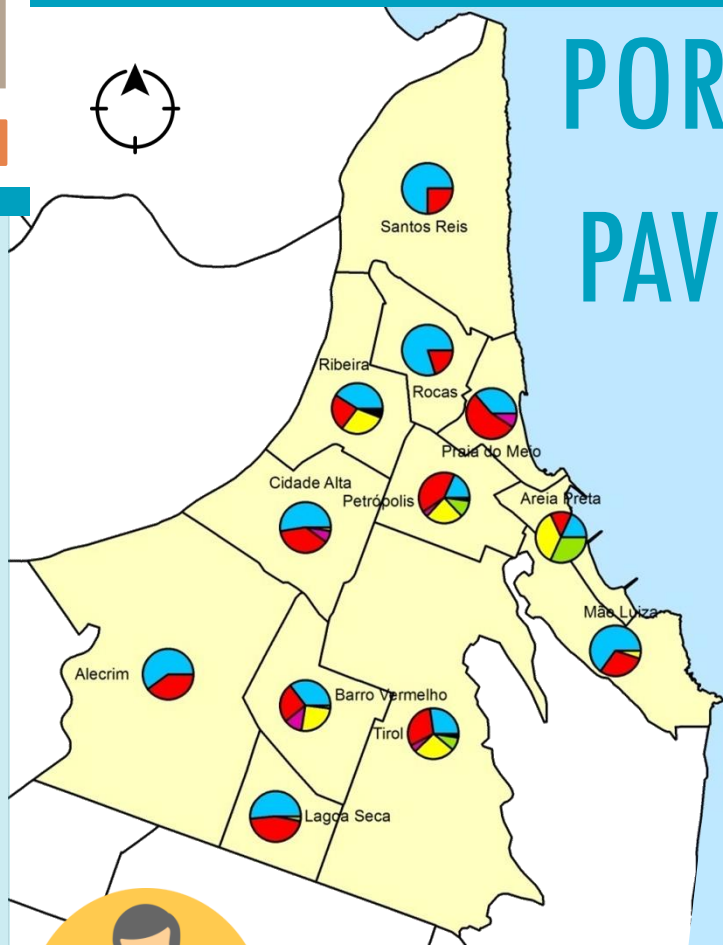 POR
PAV
Santos Reis
Ribeira
Rocas
Praia do Meio
Cidade Alta
Petrópolis
Areia Preta
Mãe Luiza
Alecrim
Barro Vermelho
Tirol
Lagoa Seca